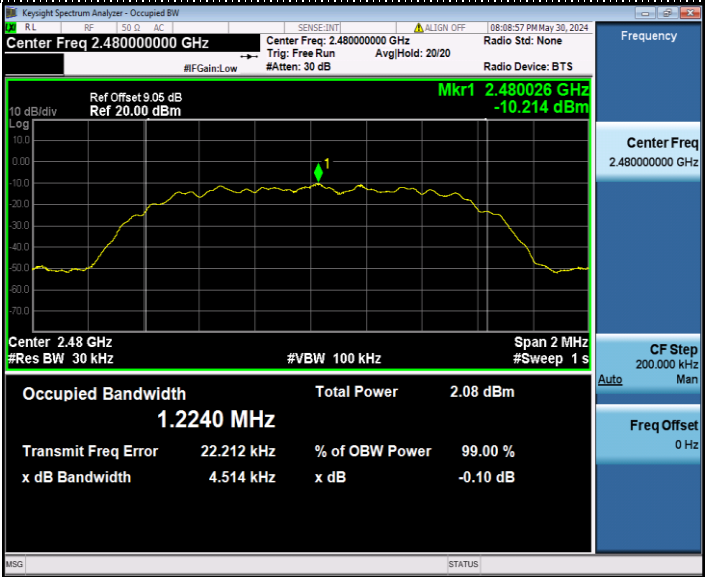 Keysight Spectrum Analyzer - Occupied BW
RL RF 50 Ω AC SENSE:INT ALIGN OFF 08:08:57 PM May 30, 2024
Center Freq 2.480000000 GHz
Center Freq: 2.480000000 GHz
Radio Std: None
Trig: Free Run Avg|Hold: 20/20
#IFGain:Low
#Atten: 30 dB
Radio Device: BTS
Frequency
Ref Offset 9.05 dB
Mkr1 2.480026 GHz
10 dB/div Ref 20.00 dBm
-10.214 dBm
Log
10.0
0.00
-10.0
-20.0
-30.0
-40.0
-50.0
-60.0
-70.0
1
Center 2.48 GHz
Span 2 MHz
#Res BW 30 kHz
#VBW 100 kHz
#Sweep 1 s
Occupied Bandwidth
Total Power 2.08 dBm
1.2240 MHz
Transmit Freq Error 22.212 kHz
% of OBW Power 99.00 %
x dB Bandwidth 4.514 kHz
x dB -0.10 dB
Center Freq
2.480000000 GHz
CF Step
200.000 kHz
Auto Man
Freq Offset
0 Hz
MSG
STATUS